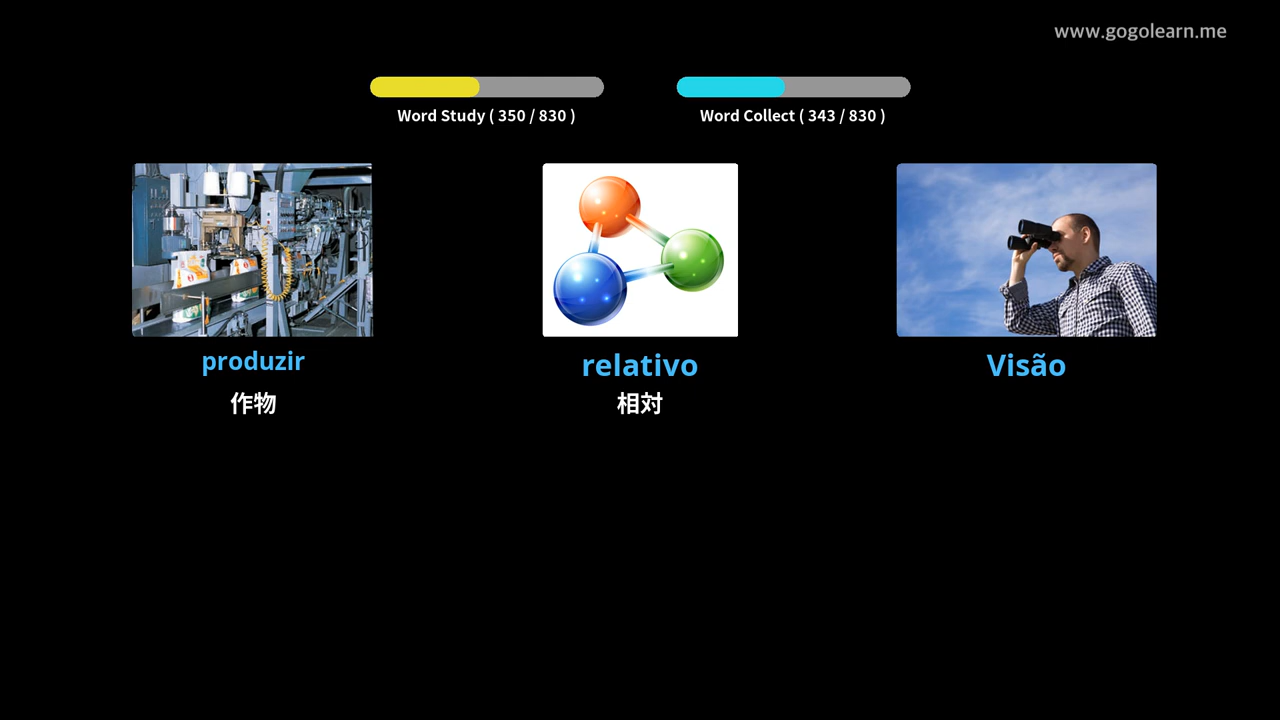 www.gogolearn.me
Word Study ( 350 / 830 )
Word Collect ( 343 / 830 )
produzir
作物
relativo
相対
Visão